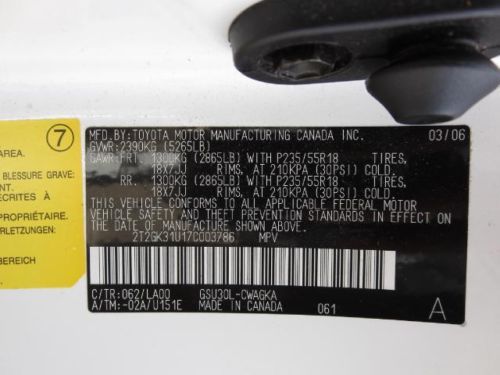 7
AREA.
BLESSURE GRAVE:
ECRITES À
PROPRIÉTAIRE.
BEREICH
MFD.BY:TOYOTA MOTOR MANUFACTURING CANADA INC. 03/06
GVWR:2390KG (5265LB)
GAWR:FRT. 1300KG (2865LB) WITH P235/55R18 TIRES,
18X7JJ RIMS, AT 210KPA (30PSI) COLD
RR. 1300KG (2865LB) WITH P235/55R18 TIRES,
18X7JJ RIMS, AT 210KPA (30PSI) COLD
THIS VEHICLE CONFORMS TO ALL APPLICABLE FEDERAL MOTOR
VEHICLE SAFETY AND THEFT PREVENTION STANDARDS IN EFFECT ON
THE DATE OF MANUFACTURE SHOWN ABOVE.
2T2GK31U17C003786 MPV
C/TR:062/LA00 GSU30L-CWAGKA
A/TM:-02A/U151E MADE IN CANADA 061 A